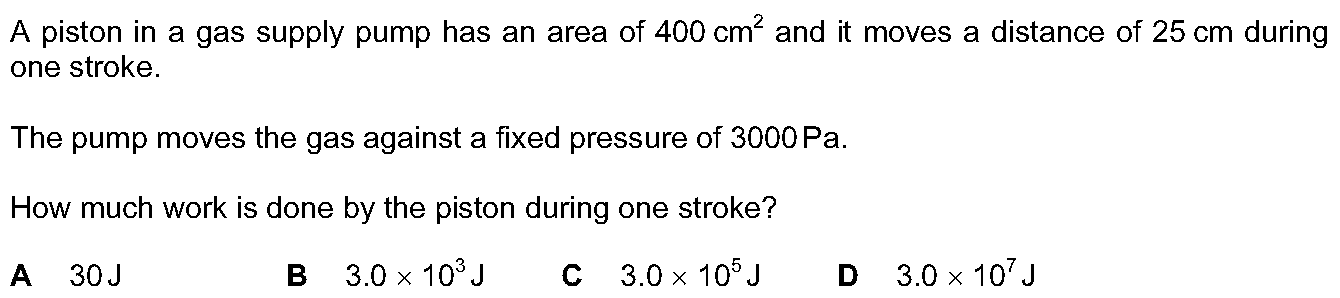 A piston in a gas supply pump has an area of 400 cm² and it moves a distance of 25 cm during
one stroke.
The pump moves the gas against a fixed pressure of 3000 Pa.
How much work is done by the piston during one stroke?
A 30 J B 3.0 × 10³ J C 3.0 × 10⁵ J D 3.0 × 10⁷ J